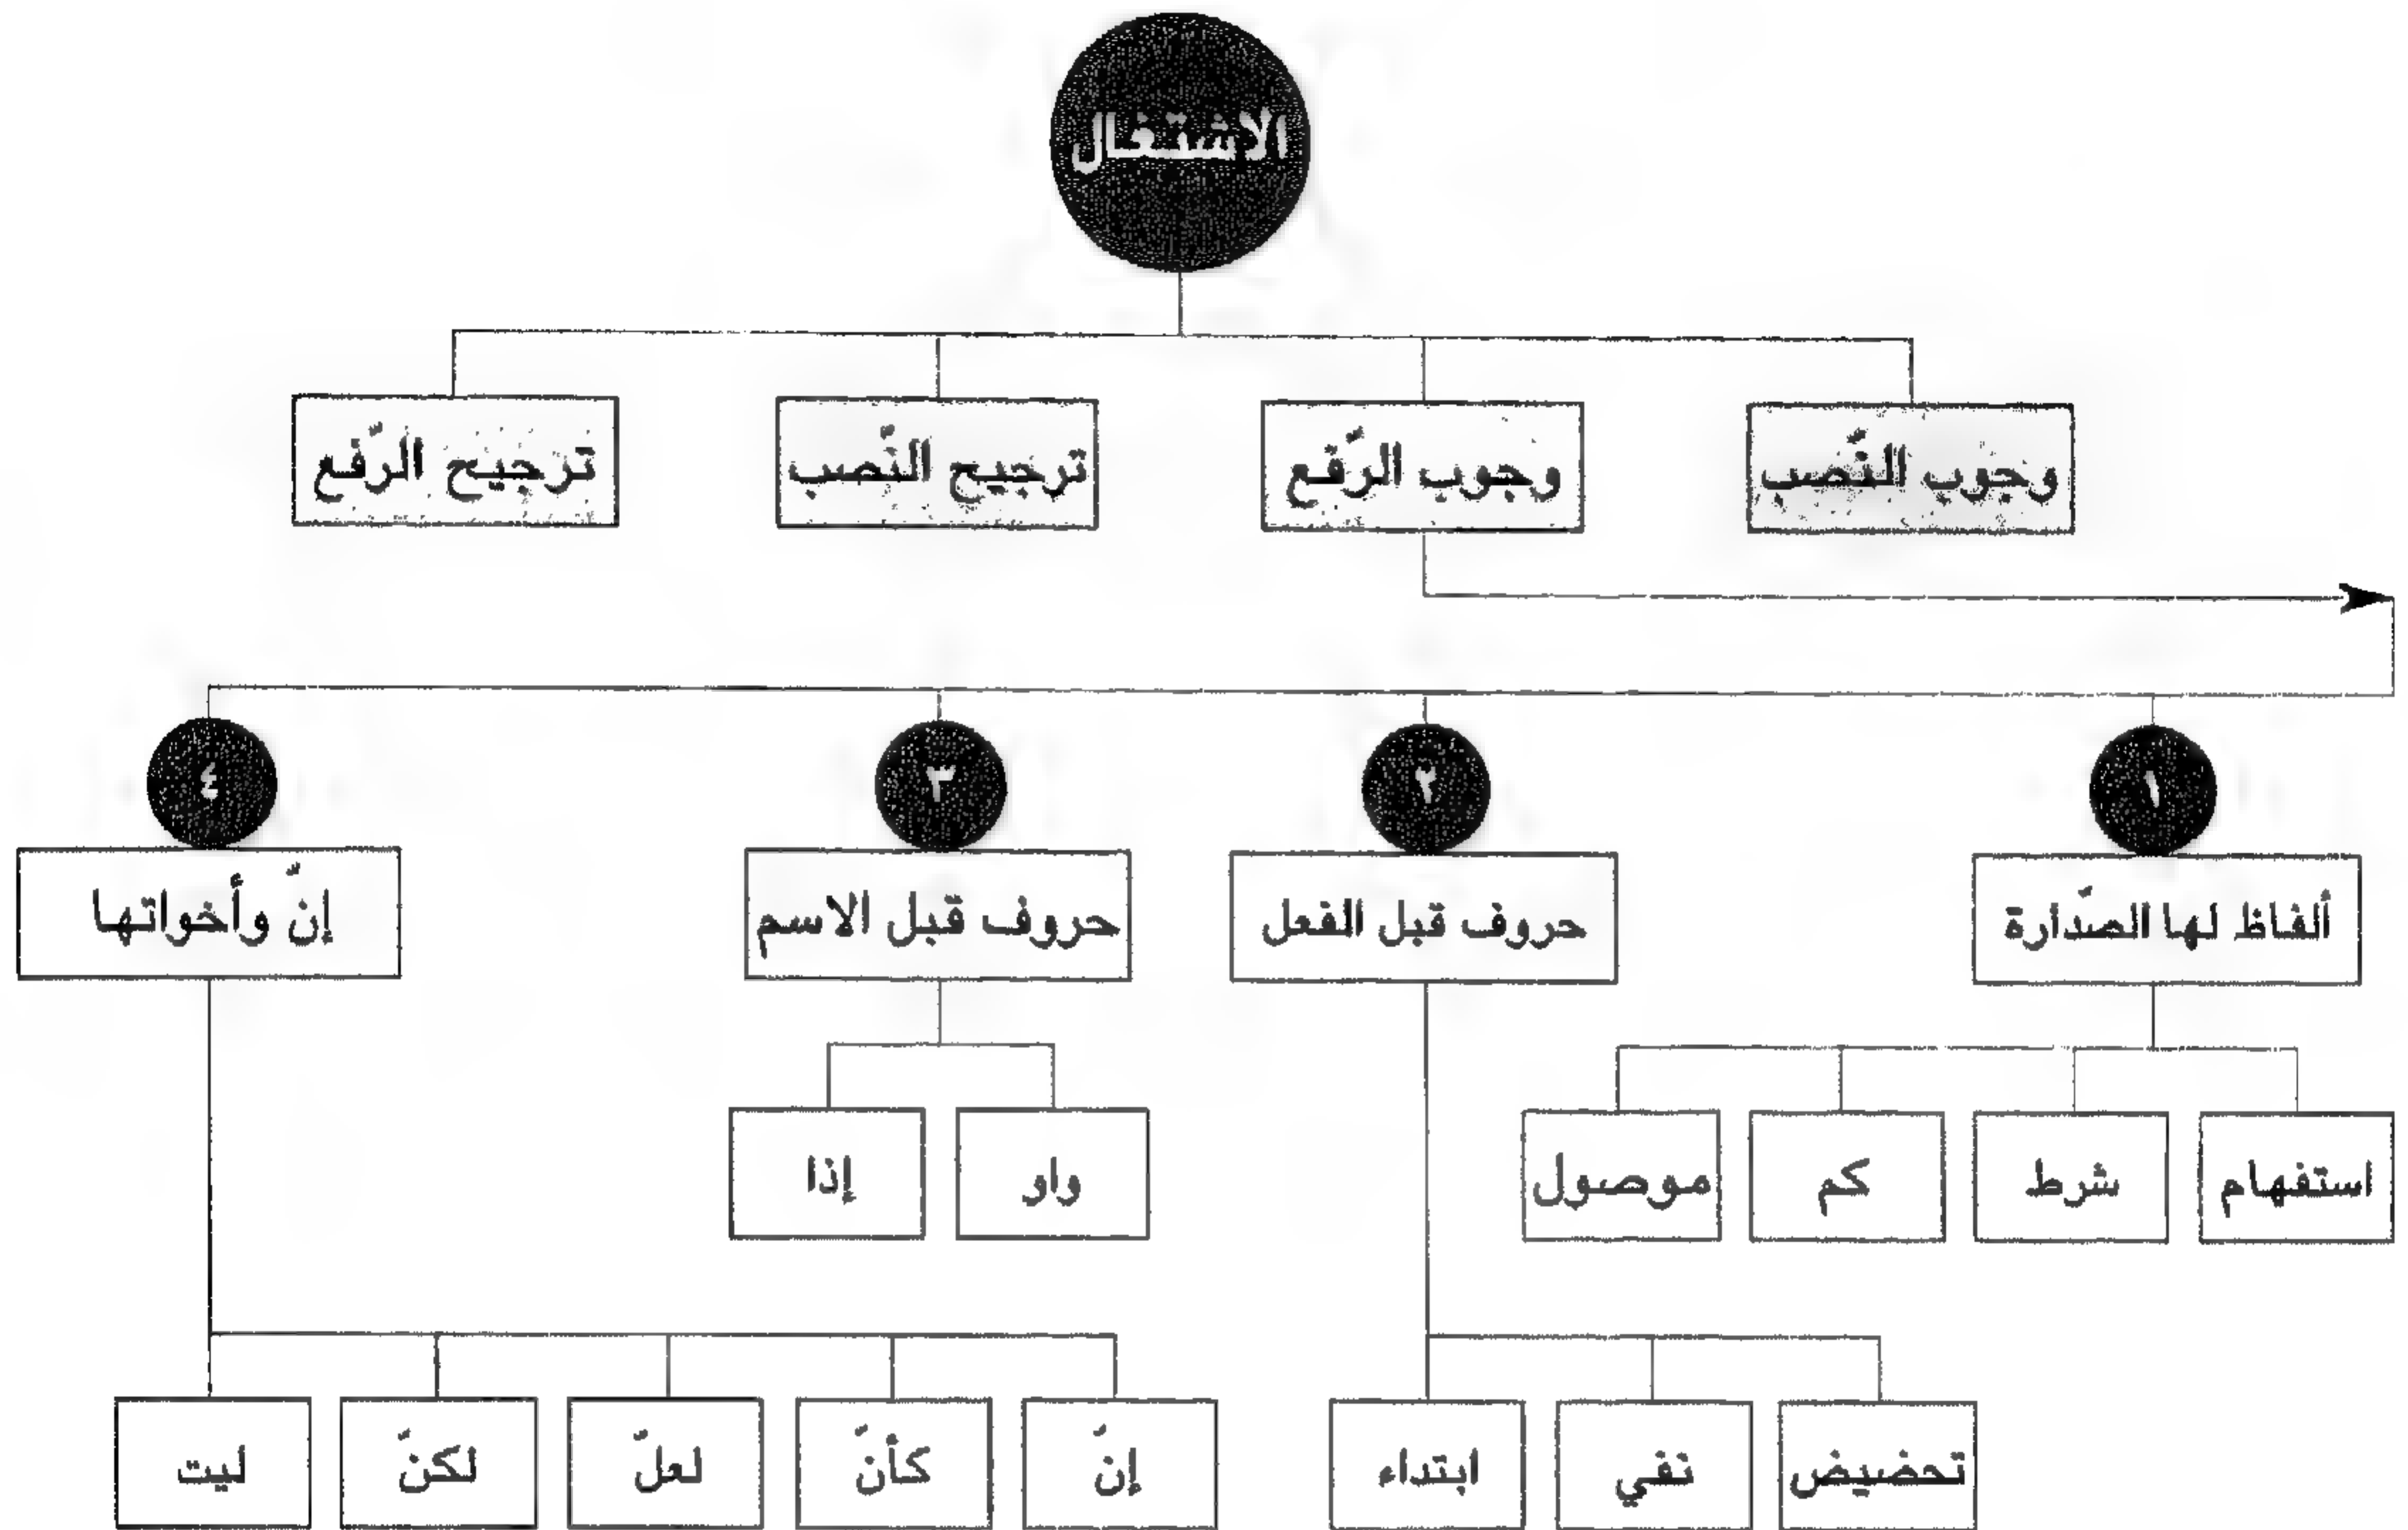 الاشتغال
وجوب النّصب
وجوب الرّفع
ترجيح النّصب
ترجيح الرّفع
١
٢
٣
٤
ألفاظ لها الصّدارة
حروف قبل الفعل
حروف قبل الاسم
إنّ وأخواتها
استفهام
شرط
كم
موصول
واو
إذا
تحضيض
نفي
ابتداء
إنّ
كأنّ
لعلّ
لكنّ
ليت